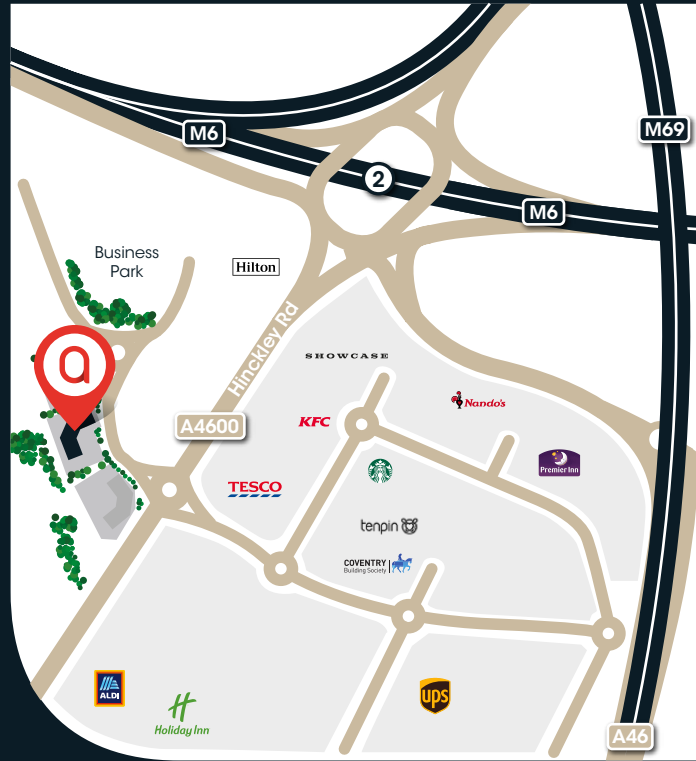 M6
M69
2
M6
Business
Park
Hilton
Hinckley Rd
SHOWCASE
a
Nando's
KFC
A4600
Premier Inn
TESCO
tenpin
COVENTRY
Building Society
ALDI
ups
Holiday Inn
A46